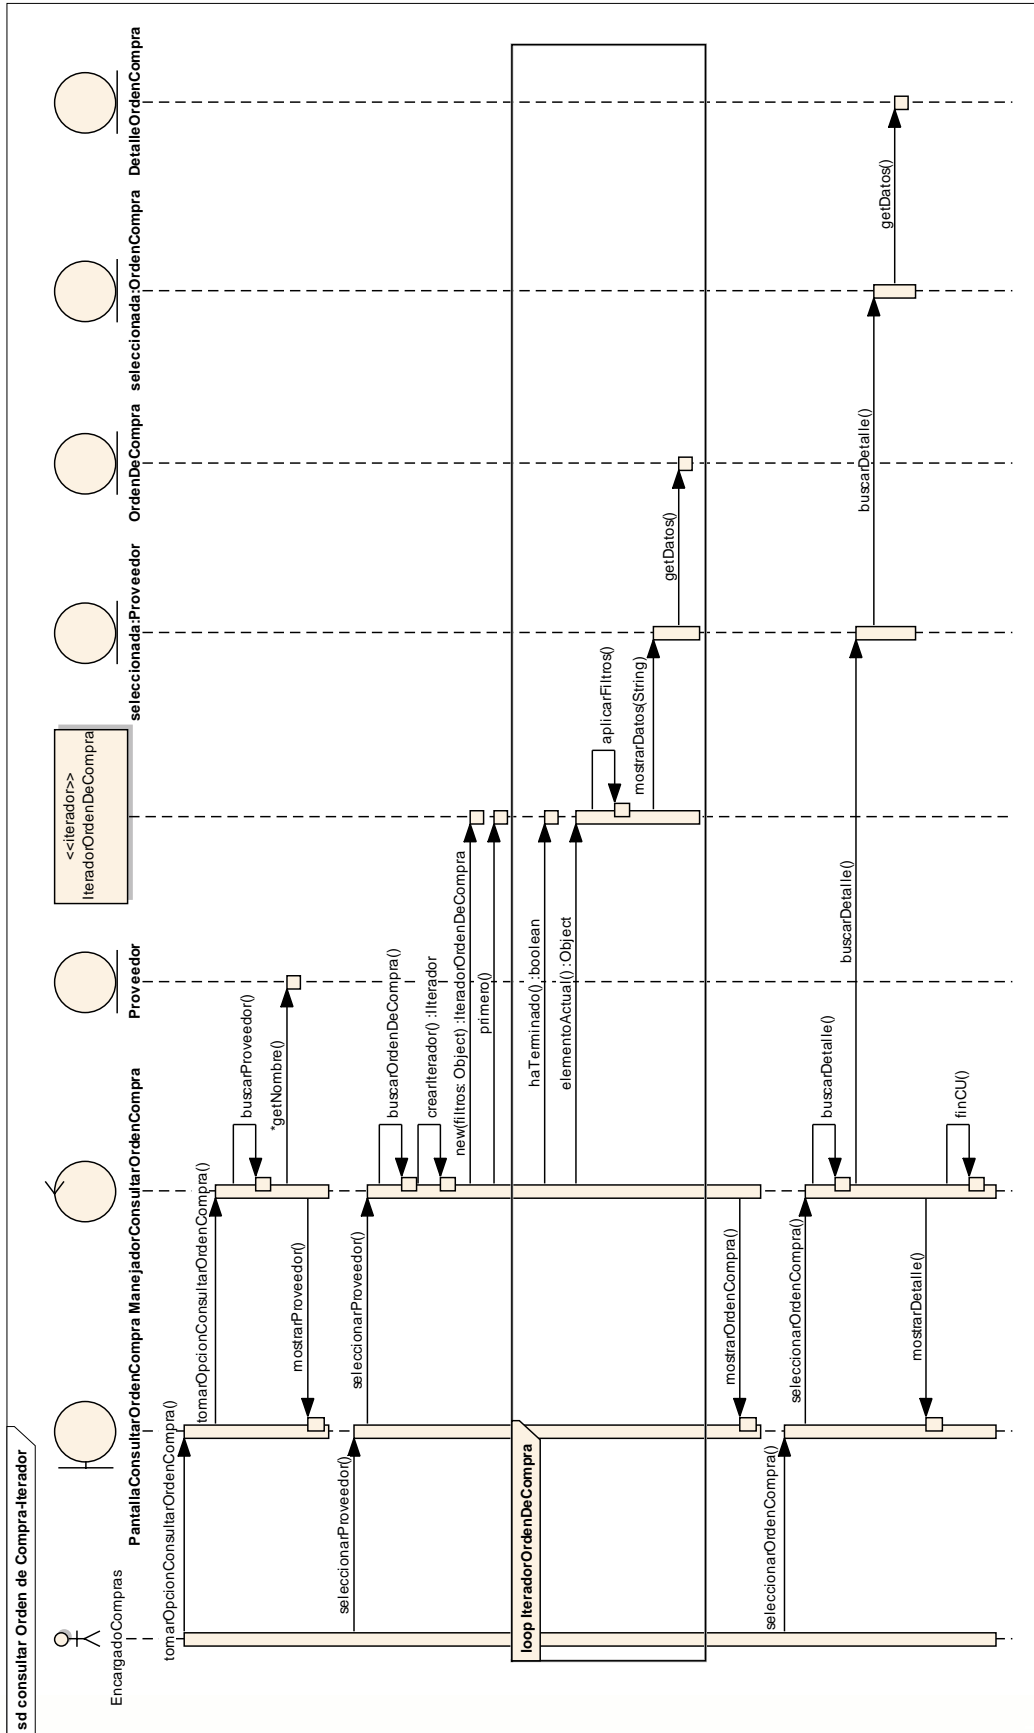 sd consultar Orden de Compra-Iterador
EncargadoCompras
PantallaConsultarOrdenCompra
ManejadorConsultarOrdenCompra
Proveedor
<<iterador>>
IteradorOrdenDeCompra
seleccionada:Proveedor
OrdenDeCompra
seleccionada:OrdenCompra
DetalleOrdenCompra
tomarOpcionConsultarOrdenCompra()
tomarOpcionConsultarOrdenCompra()
buscarProveedor()
*getNombre()
mostrarProveedor()
seleccionarProveedor()
seleccionarProveedor()
buscarOrdenDeCompra()
crearIterador() :IIterador
new(filtros: Object) :IteradorOrdenDeCompra
primero()
loop IteradorOrdenDeCompra
haTerminado() :boolean
elementoActual() :Object
aplicarFiltros()
mostrarDatos(String)
getDatos()
mostrarOrdenCompra()
seleccionarOrdenCompra()
seleccionarOrdenCompra()
buscarDetalle()
buscarDetalle()
buscarDetalle()
getDatos()
mostrarDetalle()
finCU()